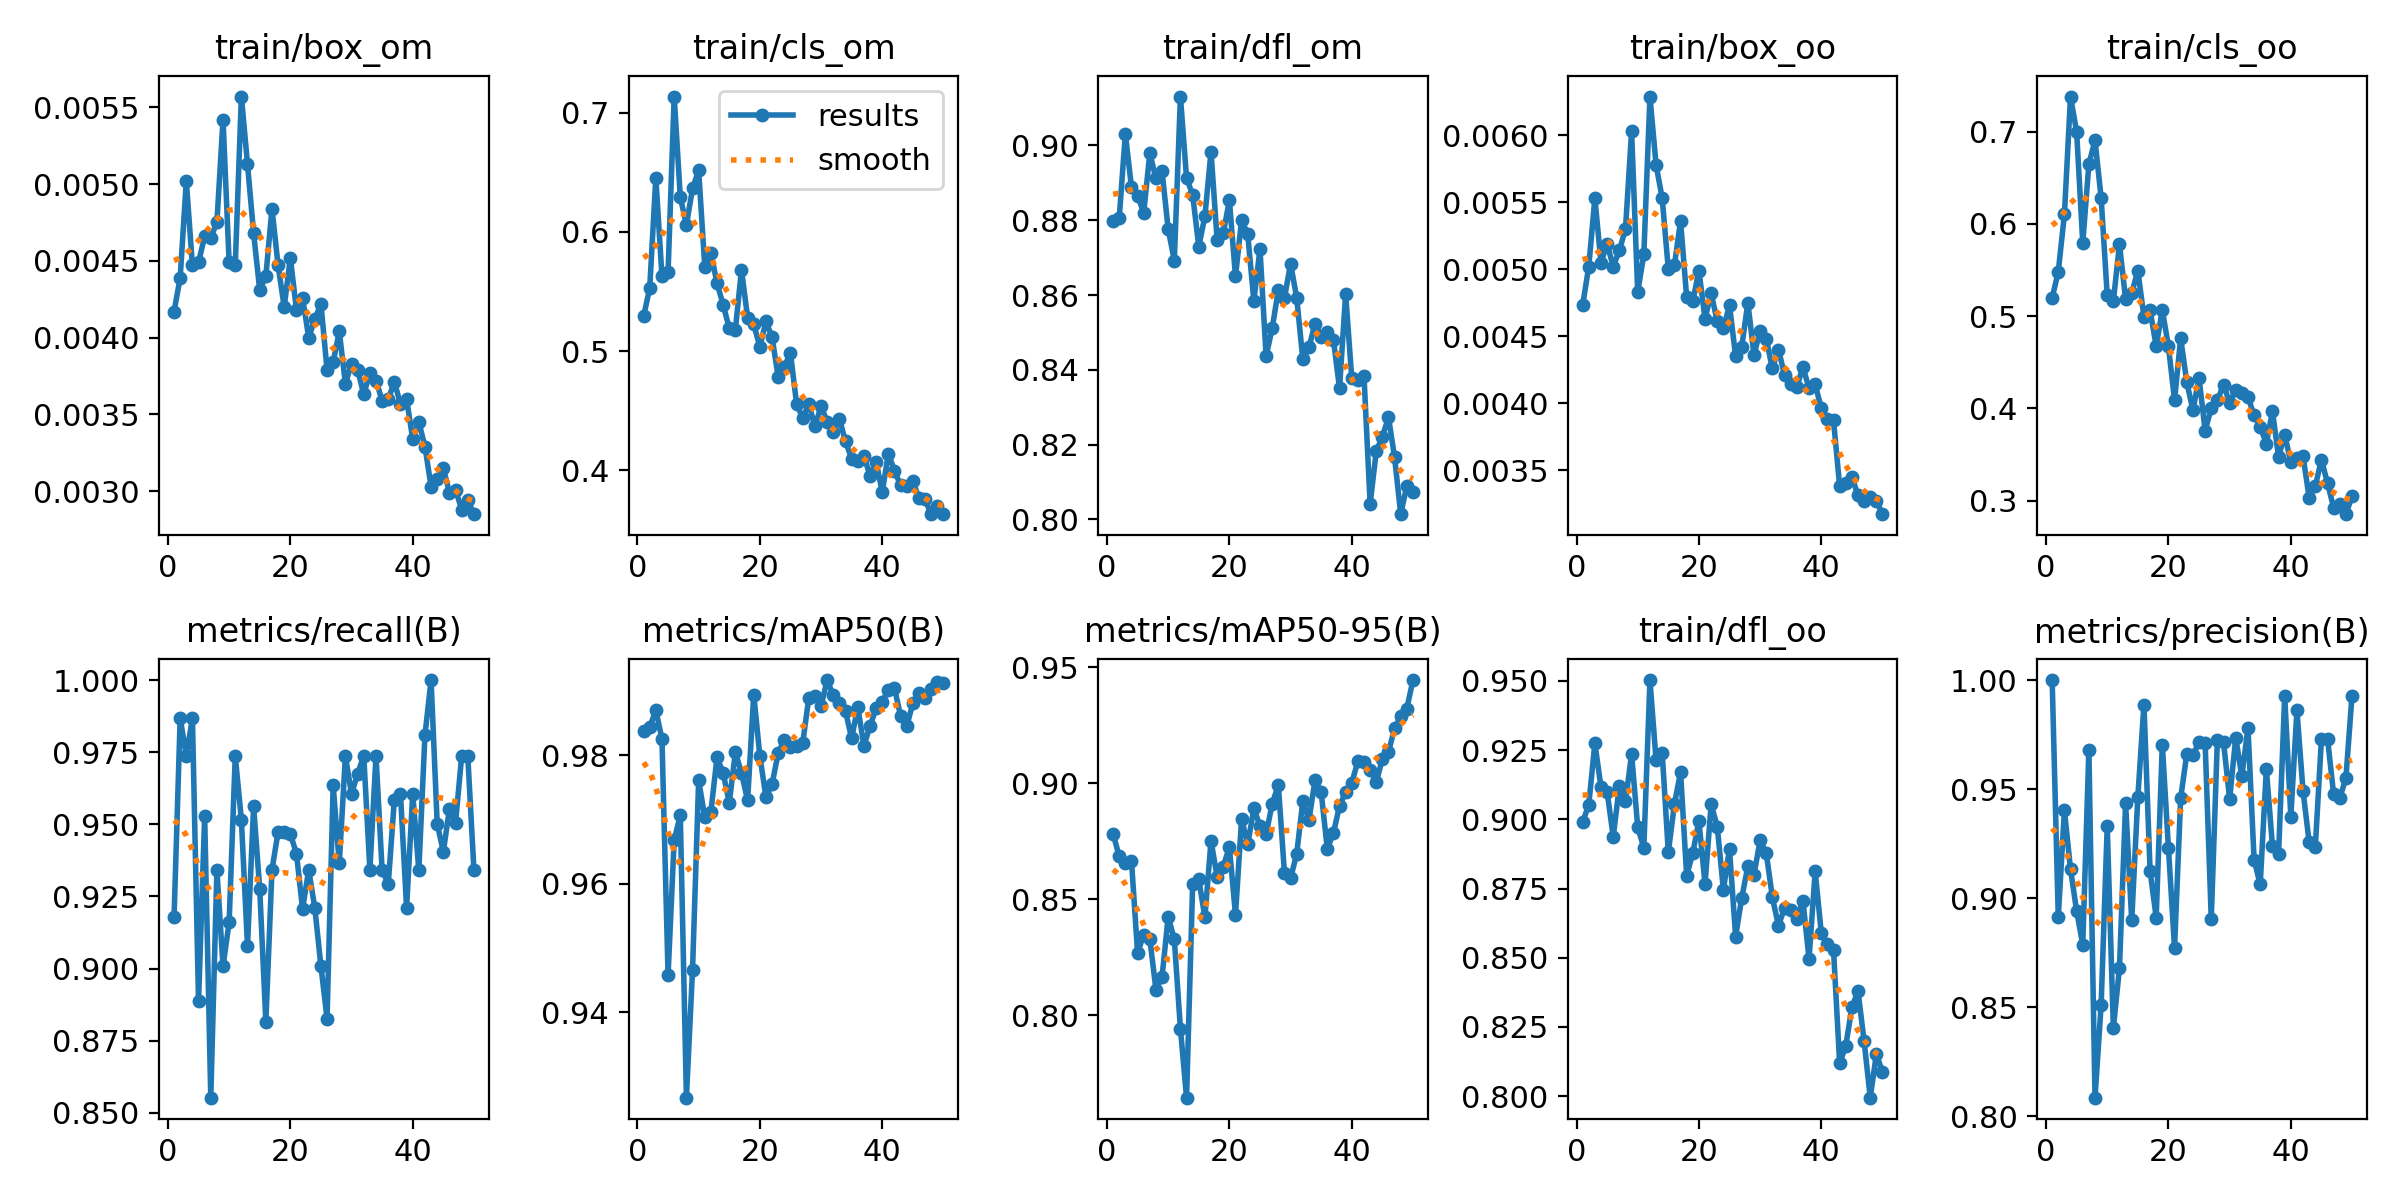 train/box_om
train/cls_om
train/dfl_om
train/box_oo
train/cls_oo
0.0055
0.0050
0.0045
0.0040
0.0035
0.0030
0 20 40
0.7
0.6
0.5
0.4
results
smooth
0 20 40
0.90
0.88
0.86
0.84
0.82
0.80
0 20 40
0.0060
0.0055
0.0050
0.0045
0.0040
0.0035
0 20 40
0.7
0.6
0.5
0.4
0.3
0 20 40
metrics/recall(B)
metrics/mAP50(B)
metrics/mAP50-95(B)
train/dfl_oo
metrics/precision(B)
1.000
0.975
0.950
0.925
0.900
0.875
0.850
0 20 40
0.98
0.96
0.94
0 20 40
0.95
0.90
0.85
0.80
0 20 40
0.950
0.925
0.900
0.875
0.850
0.825
0.800
0 20 40
1.00
0.95
0.90
0.85
0.80
0 20 40